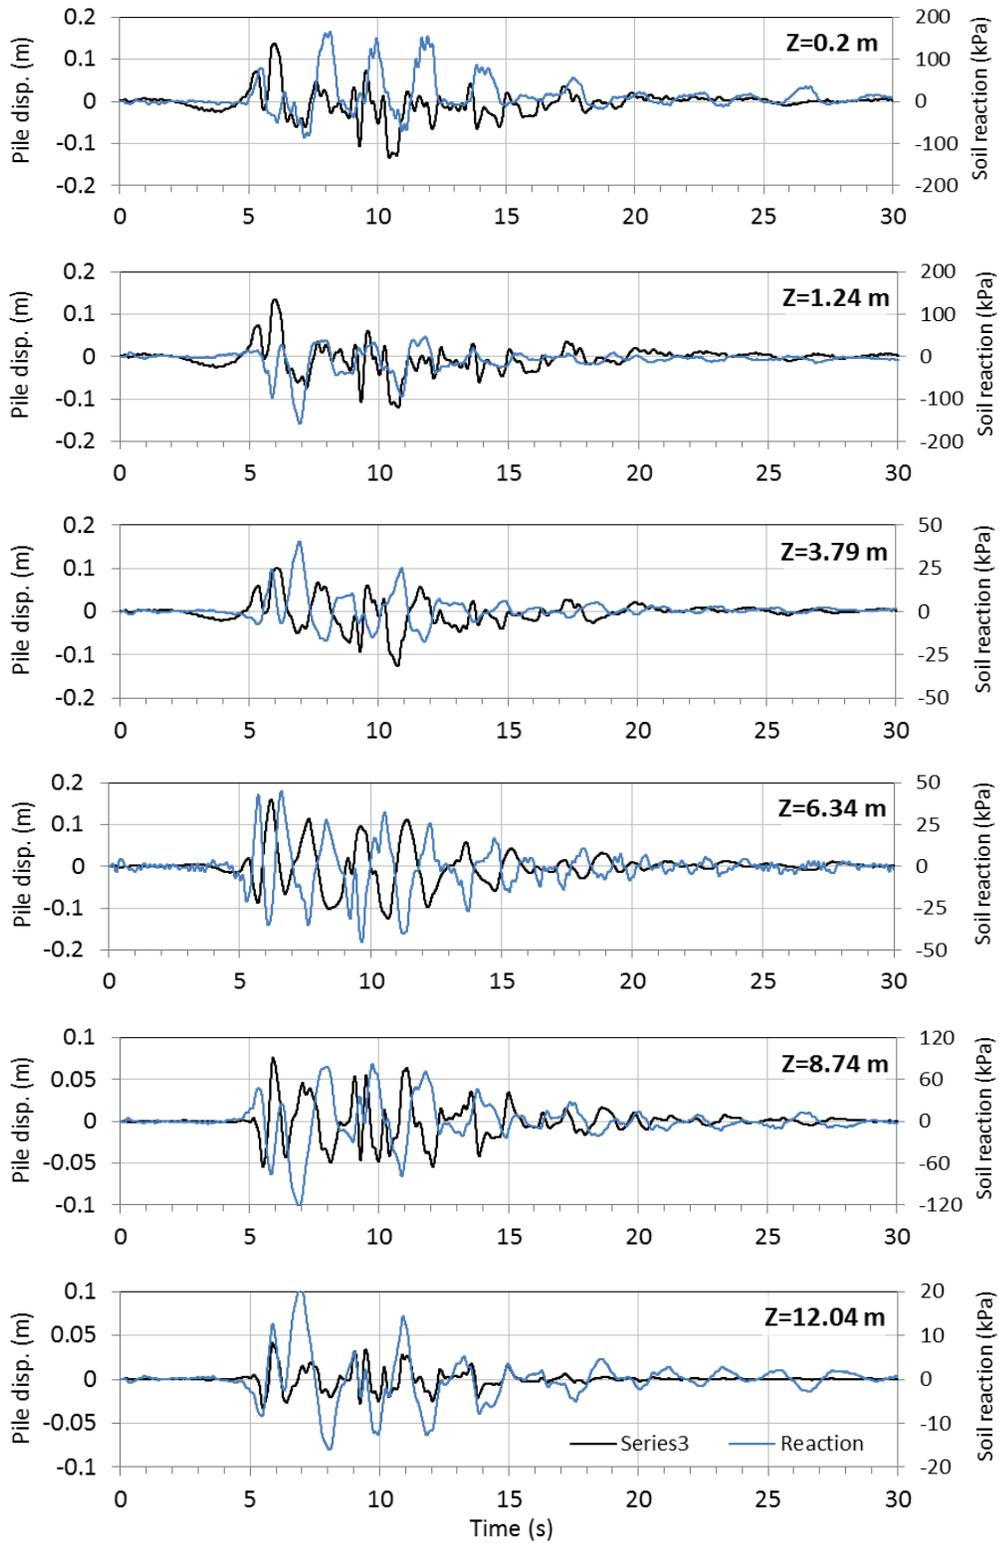 0.2 200
0.1 100
0 0
-0.1 -100
-0.2 -200
Pile disp. (m)
Z=0.2 m
Soil reaction (kPa)
0 5 10 15 20 25 30
0.2 200
0.1 100
0 0
-0.1 -100
-0.2 -200
Pile disp. (m)
Z=1.24 m
Soil reaction (kPa)
0 5 10 15 20 25 30
0.2 50
0.1 25
0 0
-0.1 -25
-0.2 -50
Pile disp. (m)
Z=3.79 m
Soil reaction (kPa)
0 5 10 15 20 25 30
0.2 50
0.1 25
0 0
-0.1 -25
-0.2 -50
Pile disp. (m)
Z=6.34 m
Soil reaction (kPa)
0 5 10 15 20 25 30
0.1 120
0.05 60
0 0
-0.05 -60
-0.1 -120
Pile disp. (m)
Z=8.74 m
Soil reaction (kPa)
0 5 10 15 20 25 30
0.1 20
0.05 10
0 0
-0.05 -10
-0.1 -20
Pile disp. (m)
Z=12.04 m
Soil reaction (kPa)
Series3 Reaction
0 5 10 15 20 25 30
Time (s)